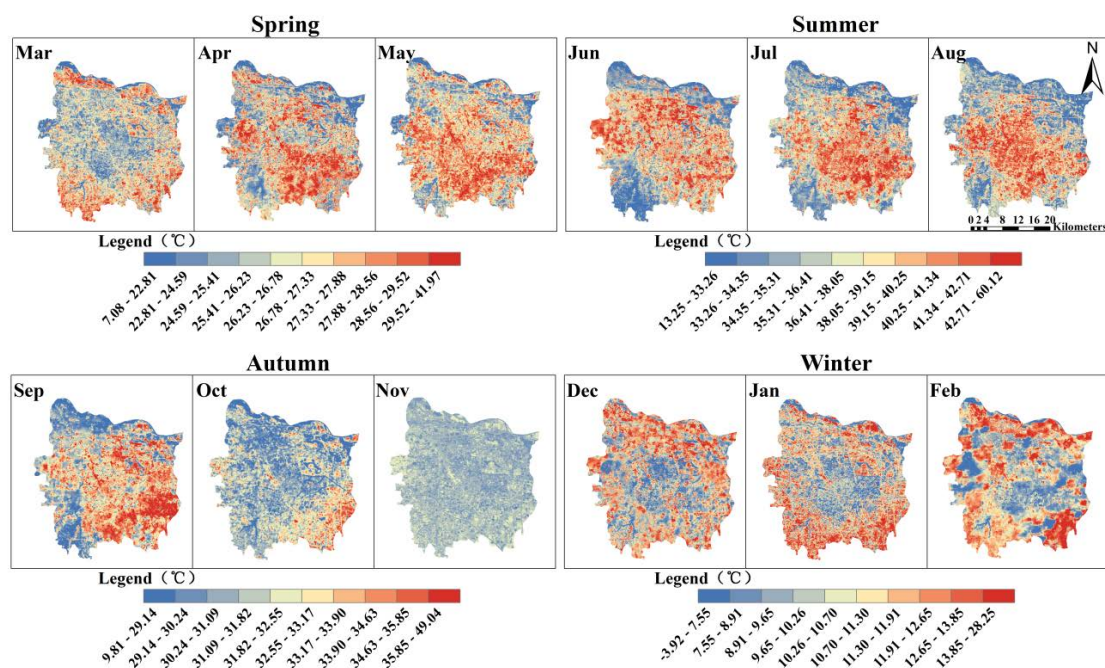 Spring
Summer
Mar
Apr
May
Jun
Jul
Aug
N
0 2 4 8 12 16 20
Kilometers
Legend（℃）
7.08 - 22.81
22.81 - 24.59
24.59 - 25.41
25.41 - 26.23
26.23 - 26.78
26.78 - 27.33
27.33 - 27.88
27.88 - 28.56
28.56 - 29.52
29.52 - 41.97
Legend（℃）
13.25 - 33.26
33.26 - 34.35
34.35 - 35.31
35.31 - 36.41
36.41 - 38.05
38.05 - 39.15
39.15 - 40.25
40.25 - 41.34
41.34 - 42.71
42.71 - 60.12
Autumn
Winter
Sep
Oct
Nov
Dec
Jan
Feb
Legend（℃）
9.81 - 29.14
29.14 - 30.24
30.24 - 31.09
31.09 - 31.82
31.82 - 32.55
32.55 - 33.17
33.17 - 33.90
33.90 - 34.63
34.63 - 35.85
35.85 - 49.04
Legend（℃）
-3.92 - 7.55
7.55 - 8.91
8.91 - 9.65
9.65 - 10.26
10.26 - 10.70
10.70 - 11.30
11.30 - 11.91
11.91 - 12.65
12.65 - 13.85
13.85 - 28.25